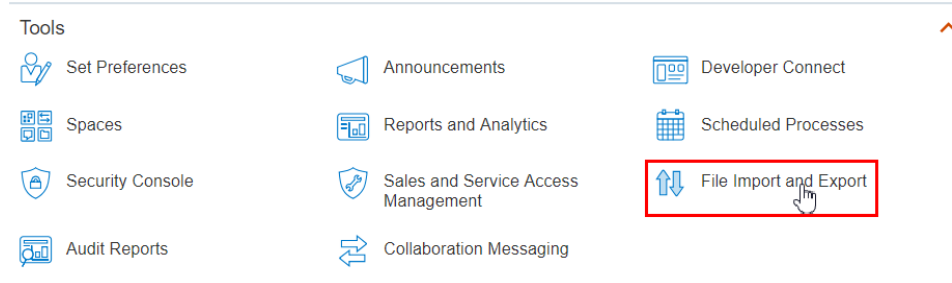 Tools
Set Preferences
Announcements
Developer Connect
Spaces
Reports and Analytics
Scheduled Processes
Security Console
Sales and Service Access
Management
File Import and Export
Audit Reports
Collaboration Messaging